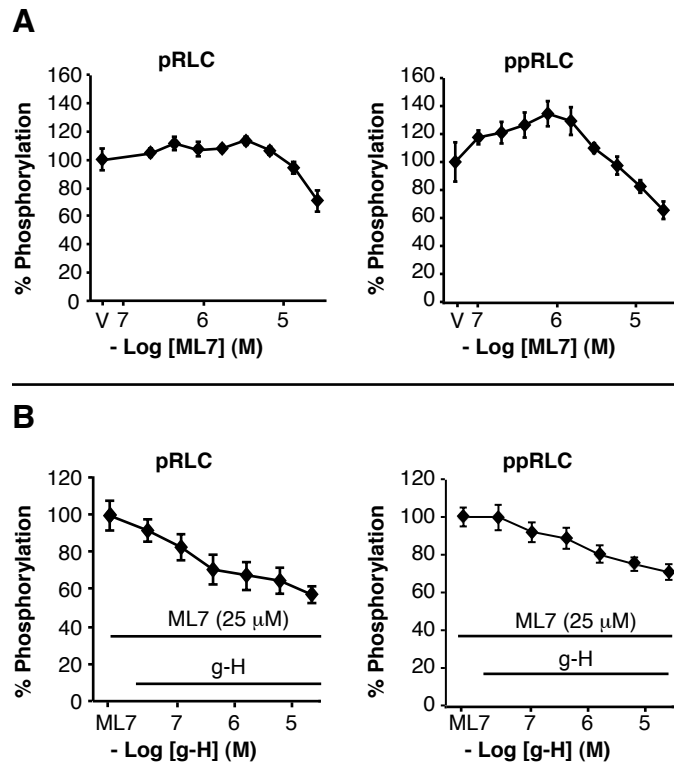 A
pRLC
160
140
120
100
80
60
40
20
0
% Phosphorylation
V 7 6 5
- Log [ML7] (M)
ppRLC
160
140
120
100
80
60
40
20
0
% Phosphorylation
V 7 6 5
- Log [ML7] (M)
B
pRLC
120
100
80
60
40
20
0
% Phosphorylation
ML7 (25 μM)
g-H
ML7 7 6 5
- Log [g-H] (M)
ppRLC
120
100
80
60
40
20
0
% Phosphorylation
ML7 (25 μM)
g-H
ML7 7 6 5
- Log [g-H] (M)